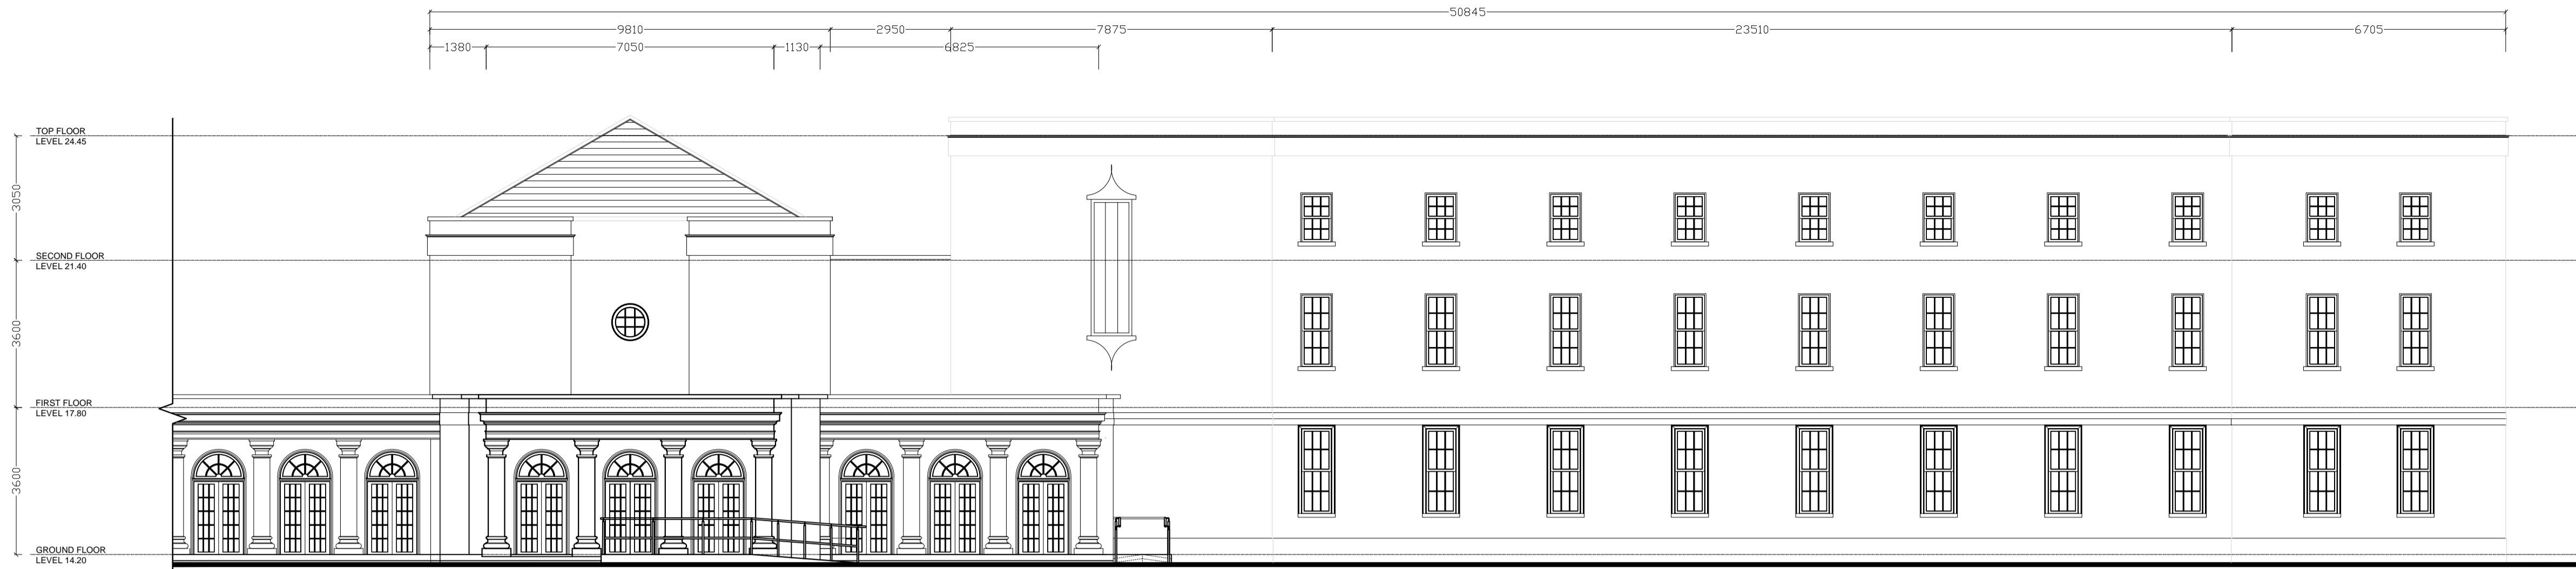 50845
9810
2950
7875
23510
6705
1380
7050
1130
6825
TOP FLOOR
LEVEL 24.45
3050
SECOND FLOOR
LEVEL 21.40
3600
FIRST FLOOR
LEVEL 17.80
3600
GROUND FLOOR
LEVEL 14.20